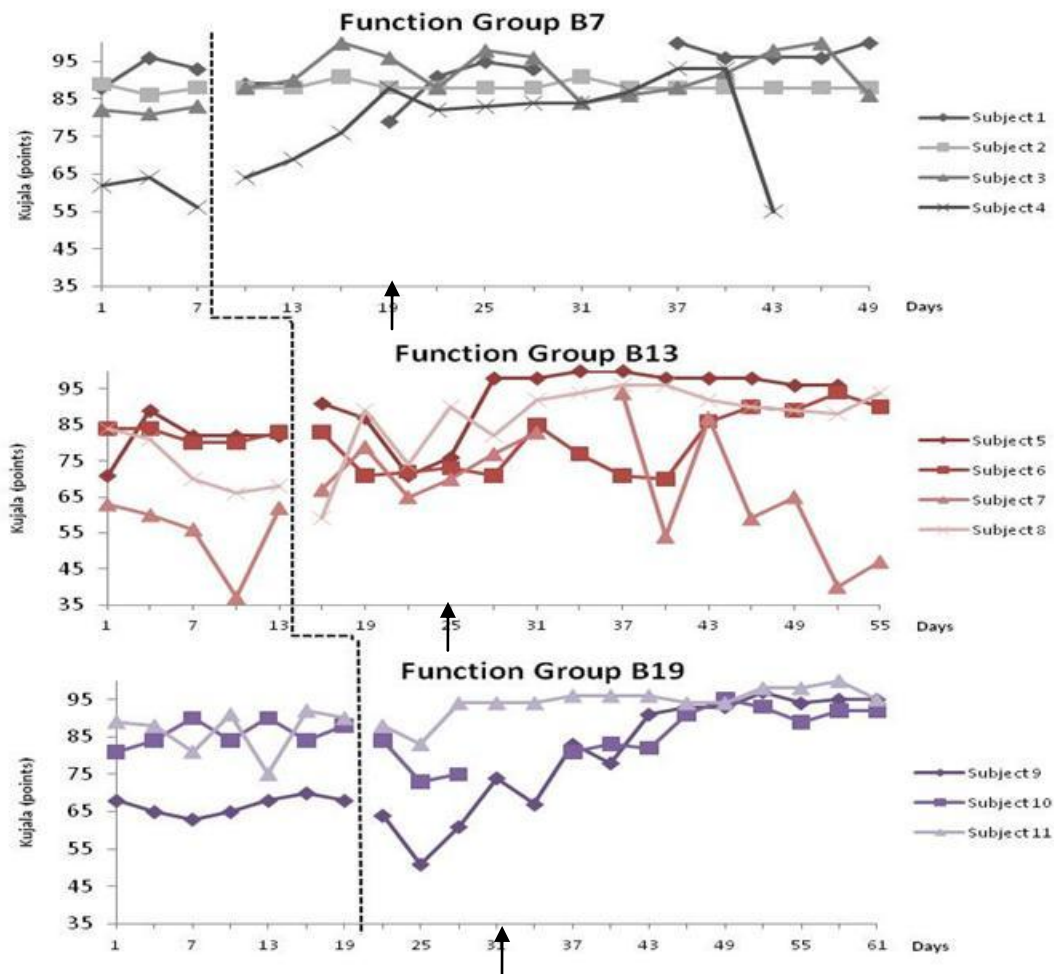 Function Group B7
Kujala (points)
95
85
75
65
55
45
35
1 7 13 19 25 31 37 43 49 Days
Subject 1
Subject 2
Subject 3
Subject 4
Function Group B13
Kujala (points)
95
85
75
65
55
45
35
1 7 13 19 25 31 37 43 49 55 Days
Subject 5
Subject 6
Subject 7
Subject 8
Function Group B19
Kujala (points)
95
85
75
65
55
45
35
1 7 13 19 25 31 37 43 49 55 61 Days
Subject 9
Subject 10
Subject 11